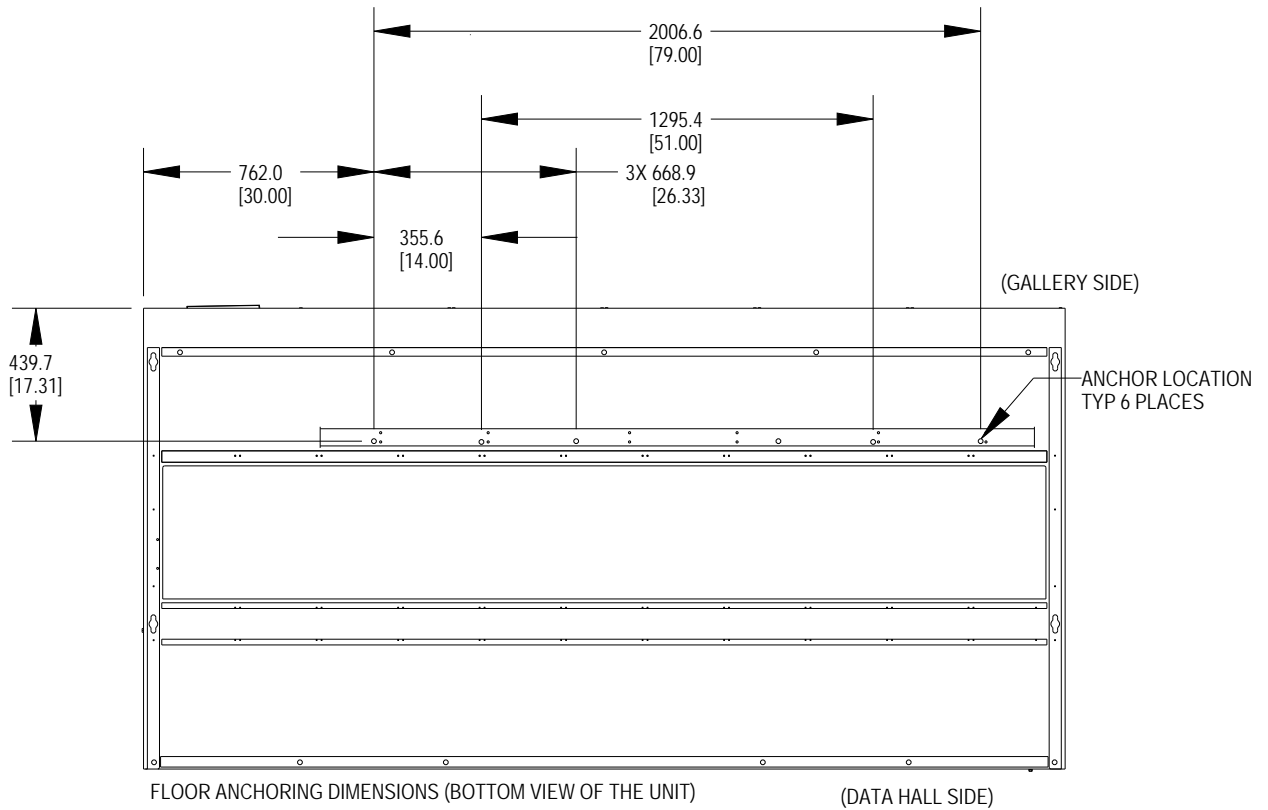 2006.6
[79.00]
1295.4
[51.00]
762.0
[30.00]
3X 668.9
[26.33]
355.6
[14.00]
(GALLERY SIDE)
439.7
[17.31]
ANCHOR LOCATION
TYP 6 PLACES
FLOOR ANCHORING DIMENSIONS (BOTTOM VIEW OF THE UNIT)
(DATA HALL SIDE)